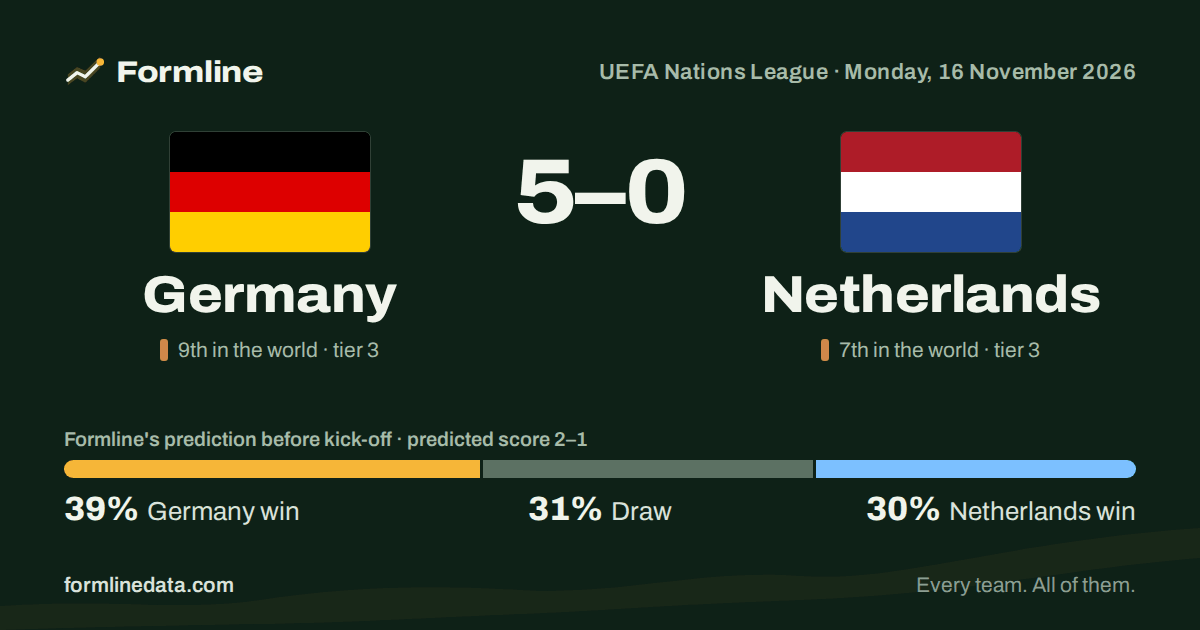 Formline
UEFA Nations League · Monday, 16 November 2026
5–0
Germany
Netherlands
9th in the world · tier 3
7th in the world · tier 3
Formline's prediction before kick-off · predicted score 2–1
39% Germany win
31% Draw
30% Netherlands win
formlinedata.com
Every team. All of them.